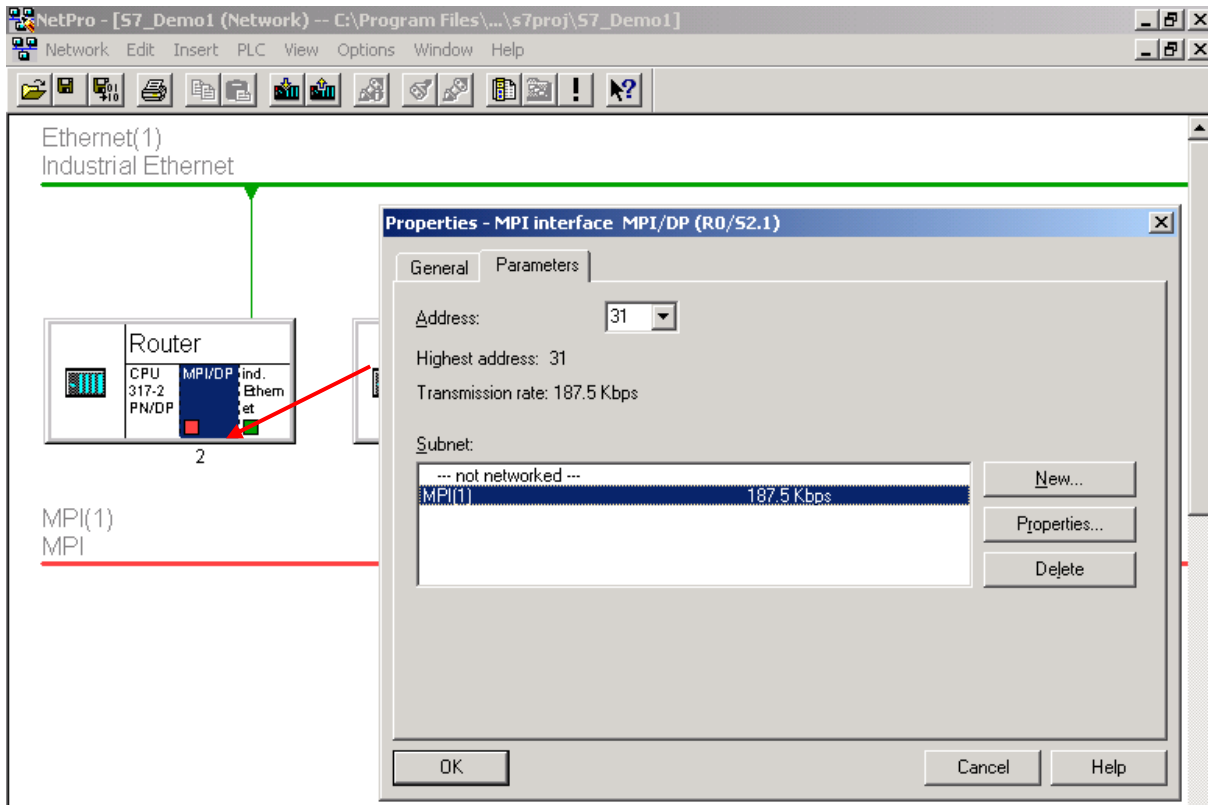 NetPro - [S7_Demo1 (Network) -- C:\Program Files\...\s7proj\S7_Demo1]
Network Edit Insert PLC View Options Window Help
Ethernet(1)
Industrial Ethernet
Router
CPU
317-2
PN/DP
MPI/DP
ind.
Ethern
et
2
MPI(1)
MPI
Properties - MPI interface MPI/DP (R0/S2.1)
General Parameters
Address: 31
Highest address: 31
Transmission rate: 187.5 Kbps
Subnet:
--- not networked ---
MPI(1) 187.5 Kbps
New...
Properties...
Delete
OK Cancel Help